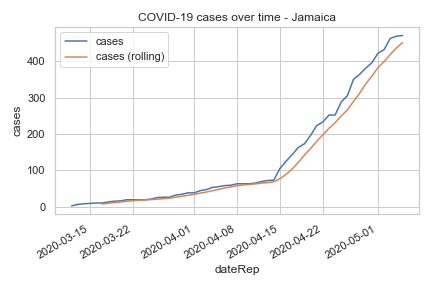 COVID-19 cases over time - Jamaica
cases
cases (rolling)
400
300
200
100
0
cases
2020-03-15
2020-03-22
2020-04-01
2020-04-08
2020-04-15
2020-04-22
2020-05-01
dateRep